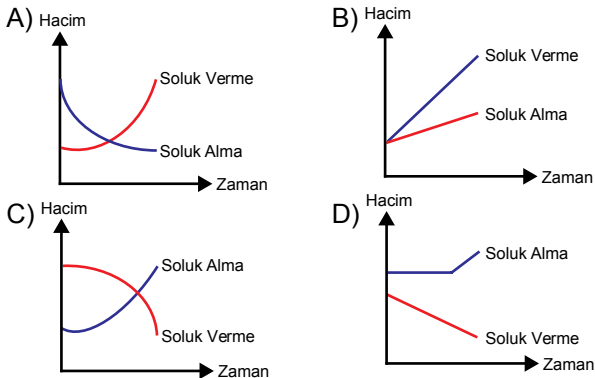 A)
Hacim
Soluk Verme
Soluk Alma
Zaman
B)
Hacim
Soluk Verme
Soluk Alma
Zaman
C)
Hacim
Soluk Alma
Soluk Verme
Zaman
D)
Hacim
Soluk Alma
Soluk Verme
Zaman